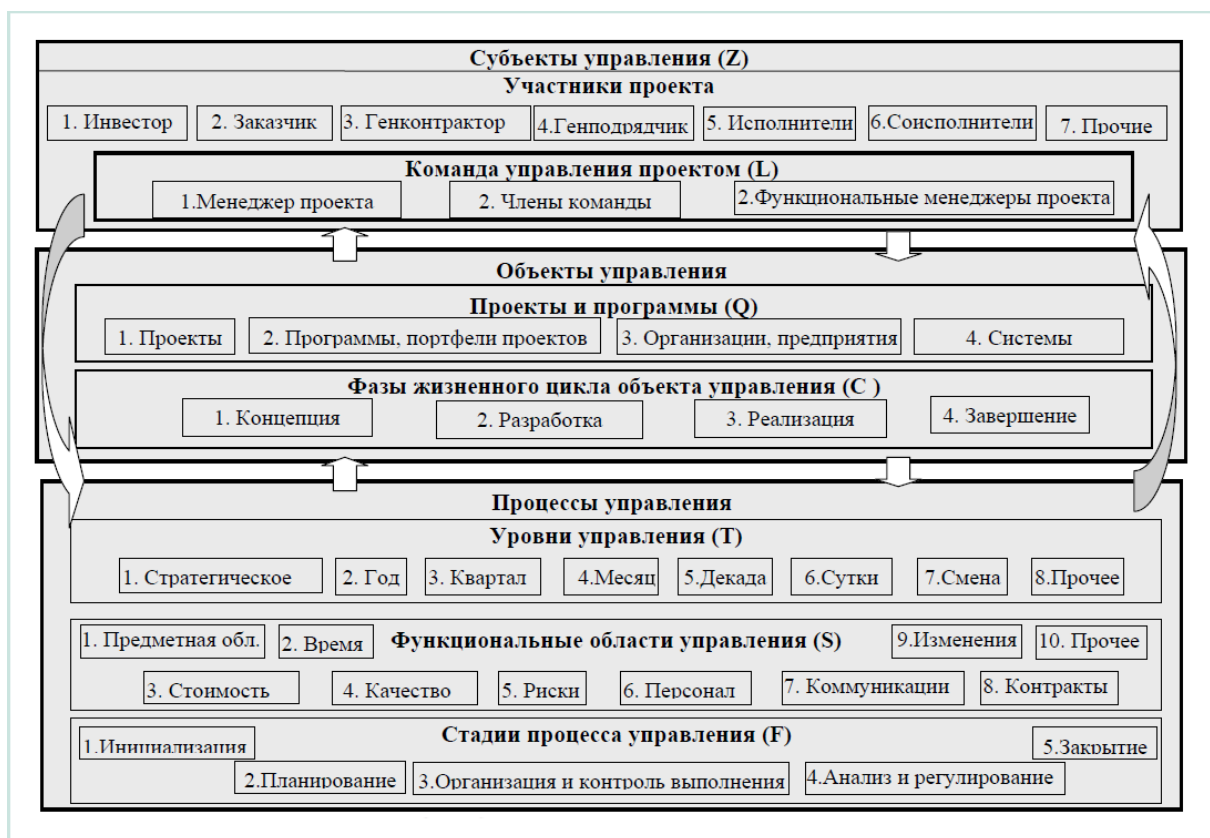 Субъекты управления (Z)
Участники проекта
1. Инвестор 2. Заказчик 3. Генконтрактор 4.Генподрядчик 5. Исполнители 6.Соисполнители 7. Прочие
Команда управления проектом (L)
1.Менеджер проекта 2. Члены команды 2.Функциональные менеджеры проекта
Объекты управления
Проекты и программы (Q)
1. Проекты 2. Программы, портфели проектов 3. Организации, предприятия 4. Системы
Фазы жизненного цикла объекта управления (С )
1. Концепция 2. Разработка 3. Реализация 4. Завершение
Процессы управления
Уровни управления (Т)
1. Стратегическое 2. Год 3. Квартал 4.Месяц 5.Декада 6.Сутки 7.Смена 8.Прочее
1. Предметная обл. 2. Время Функциональные области управления (S) 9.Изменения 10. Прочее
3. Стоимость 4. Качество 5. Риски 6. Персонал 7. Коммуникации 8. Контракты
1.Инициализация Стадии процесса управления (F) 5.Закрытие
2.Планирование 3.Организация и контроль выполнения 4.Анализ и регулирование